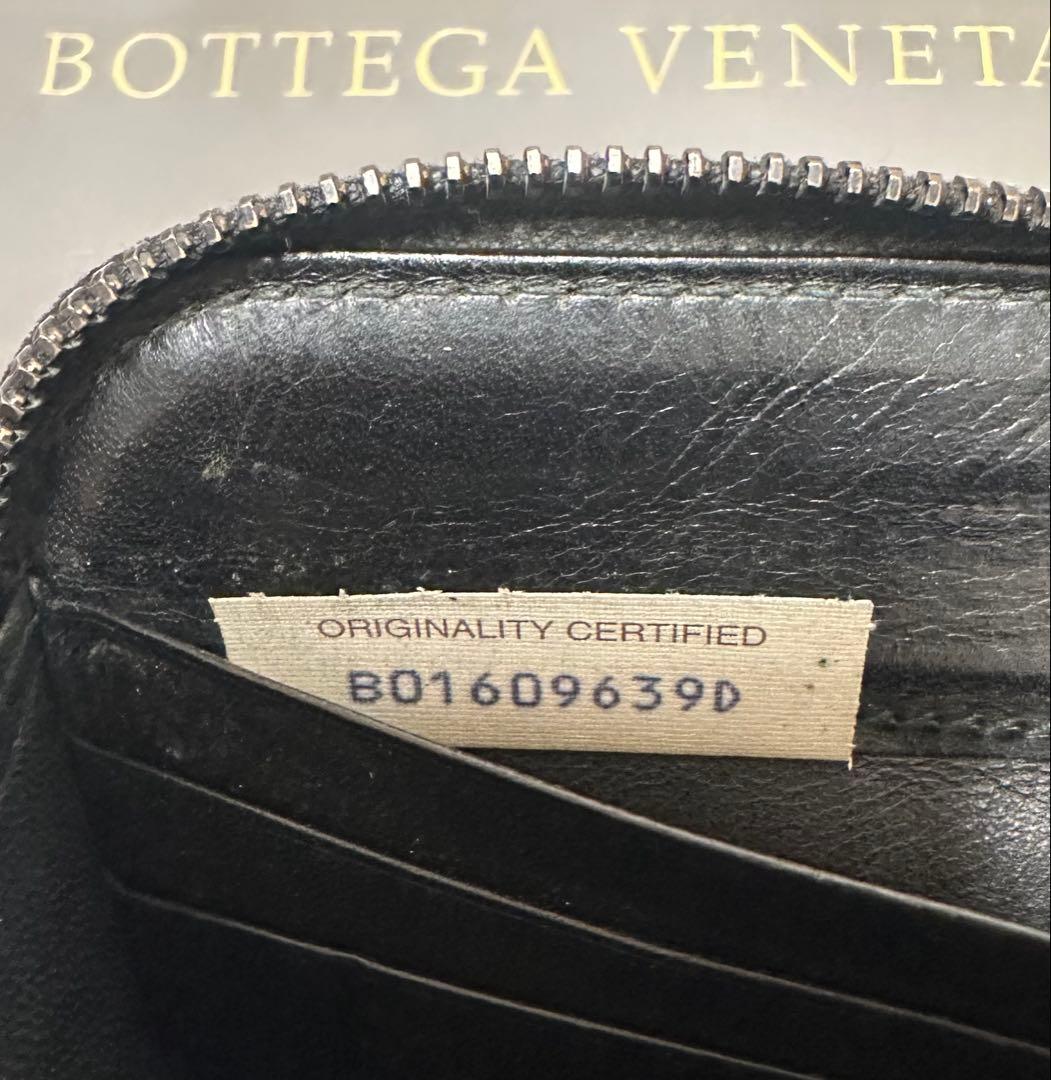 BOTTEGA VENETA
ORIGINALITY CERTIFIED
B01609639D